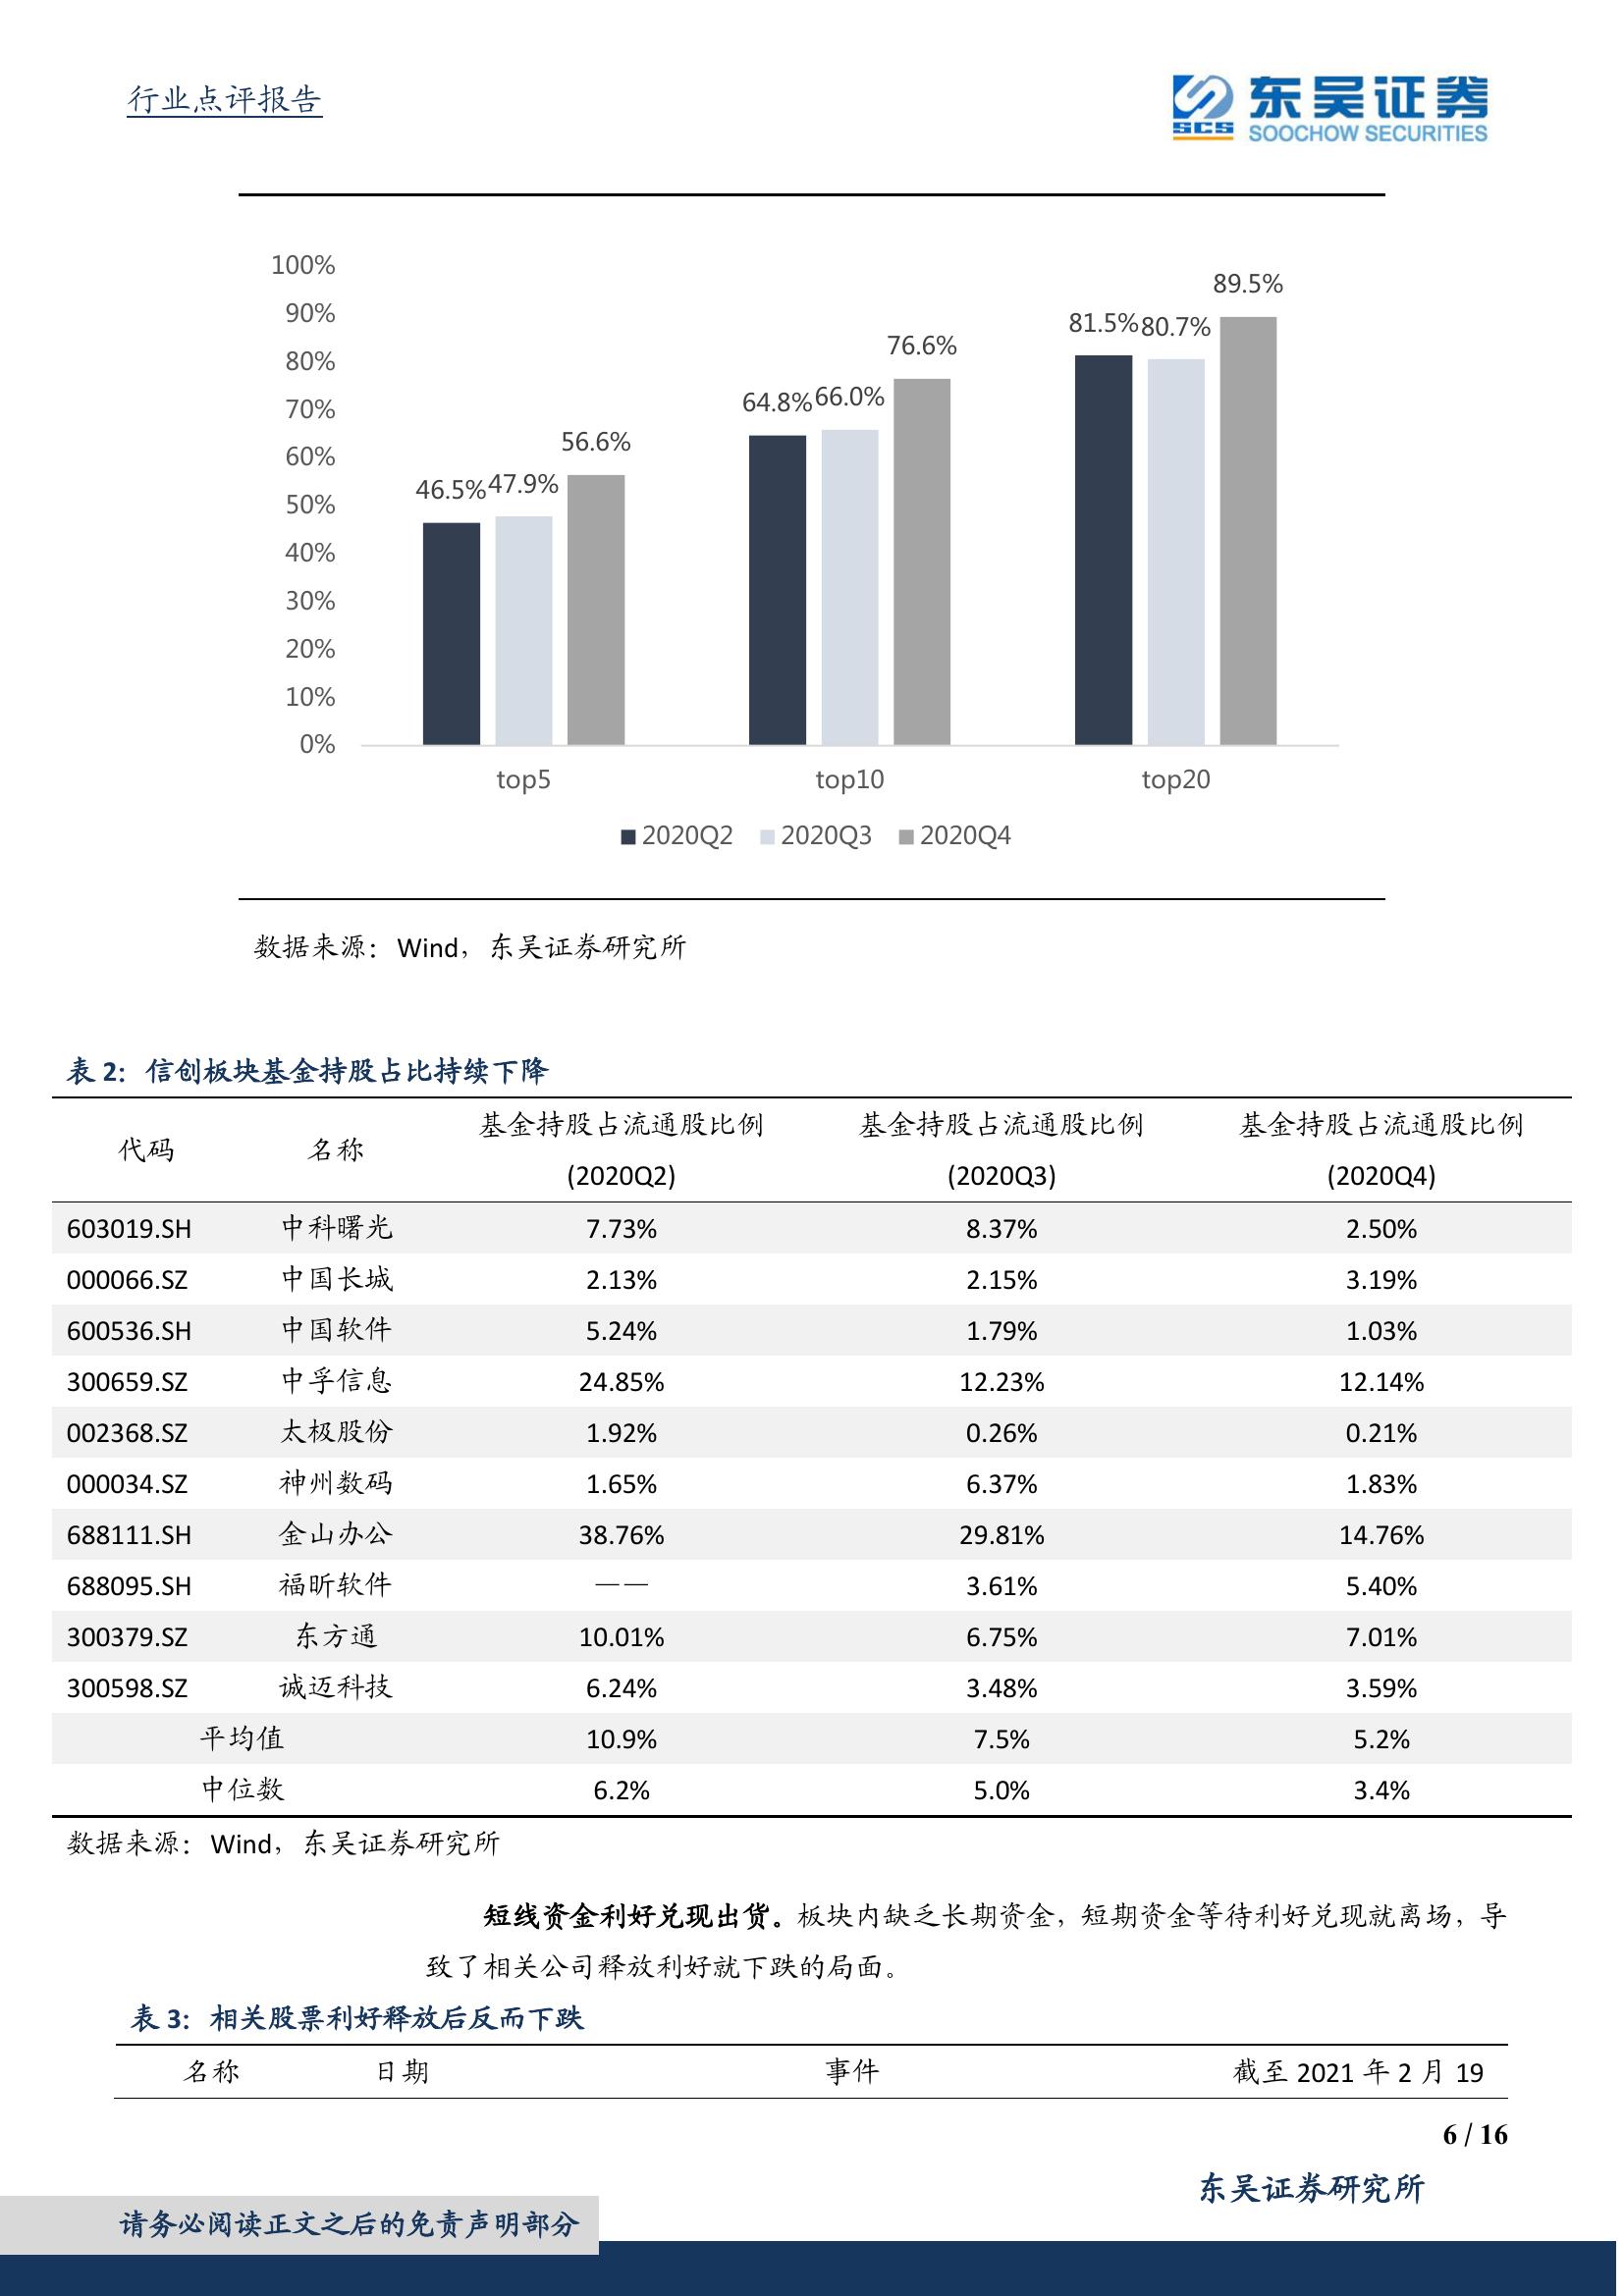 行业点评报告
SCS
东吴证券
SOOCHOW SECURITIES
100%
90%
80%
70%
60%
50%
40%
30%
20%
10%
0%
46.5% 47.9% 56.6%
64.8% 66.0% 76.6%
81.5% 80.7% 89.5%
top5 top10 top20
2020Q2 2020Q3 2020Q4
数据来源：Wind，东吴证券研究所
表 2：信创板块基金持股占比持续下降
代码 名称 基金持股占流通股比例 基金持股占流通股比例 基金持股占流通股比例
(2020Q2) (2020Q3) (2020Q4)
603019.SH 中科曙光 7.73% 8.37% 2.50%
000066.SZ 中国长城 2.13% 2.15% 3.19%
600536.SH 中国软件 5.24% 1.79% 1.03%
300659.SZ 中孚信息 24.85% 12.23% 12.14%
002368.SZ 太极股份 1.92% 0.26% 0.21%
000034.SZ 神州数码 1.65% 6.37% 1.83%
688111.SH 金山办公 38.76% 29.81% 14.76%
688095.SH 福昕软件 —— 3.61% 5.40%
300379.SZ 东方通 10.01% 6.75% 7.01%
300598.SZ 诚迈科技 6.24% 3.48% 3.59%
平均值 10.9% 7.5% 5.2%
中位数 6.2% 5.0% 3.4%
数据来源：Wind，东吴证券研究所
短线资金利好兑现出货。板块内缺乏长期资金，短期资金等待利好兑现就离场，导
致了相关公司释放利好就下跌的局面。
表 3：相关股票利好释放后反而下跌
名称 日期 事件 截至 2021 年 2 月 19
6 / 16
东吴证券研究所
请务必阅读正文之后的免责声明部分